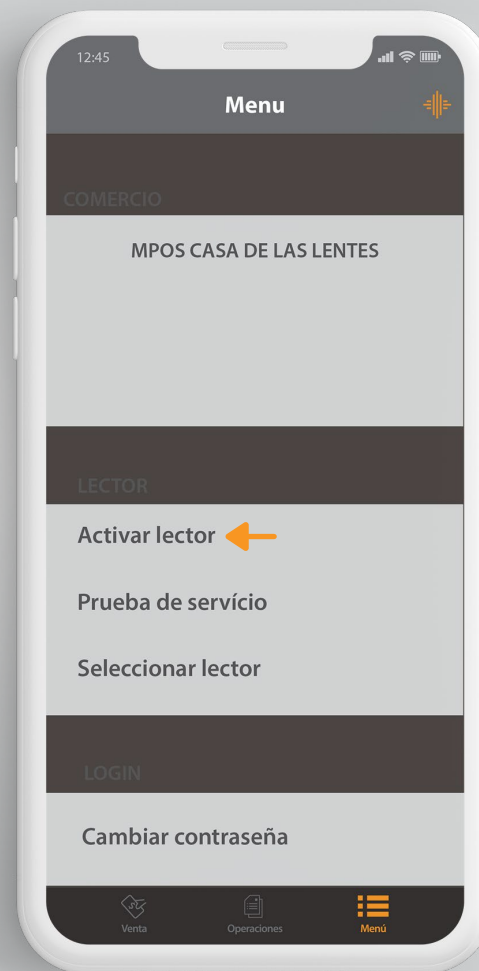 12:45
Menu
COMERCIO
MPOS CASA DE LAS LENTES
LECTOR
Activar lector
Prueba de servício
Seleccionar lector
LOGIN
Cambiar contraseña
Venta
Operaciones
Menú